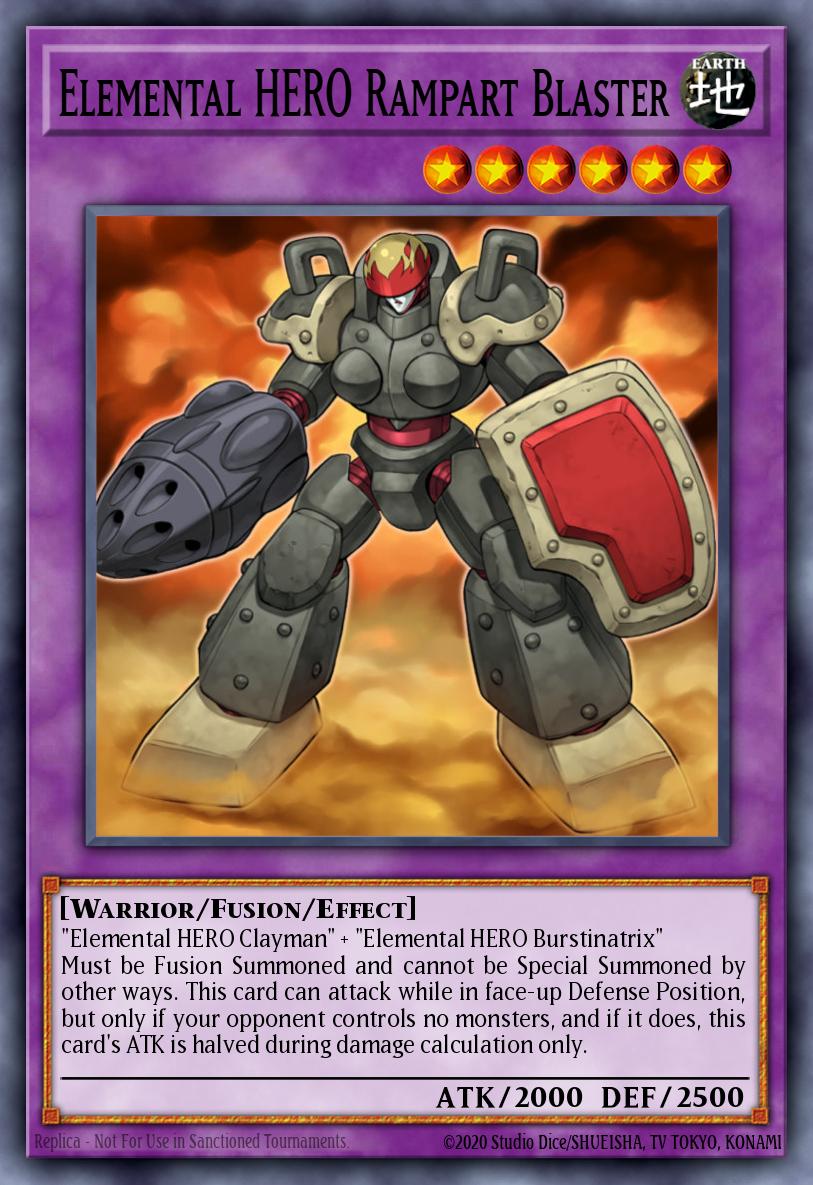 Elemental HERO Rampart Blaster
EARTH
地
[Warrior/Fusion/Effect]
"Elemental HERO Clayman" + "Elemental HERO Burstinatrix"
Must be Fusion Summoned and cannot be Special Summoned by
other ways. This card can attack while in face-up Defense Position,
but only if your opponent controls no monsters, and if it does, this
card's ATK is halved during damage calculation only.
ATK/2000 DEF/2500
Replica - Not For Use in Sanctioned Tournaments.
©2020 Studio Dice/SHUEISHA, TV TOKYO, KONAMI